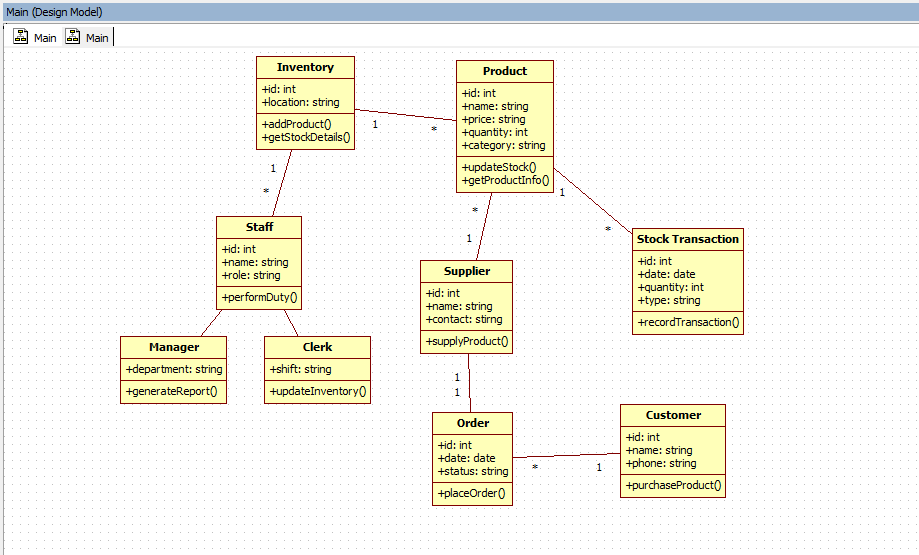 Main (Design Model)
Main Main
Inventory
+id: int
+location: string
+addProduct()
+getStockDetails()
1
*
Product
+id: int
+name: string
+price: string
+quantity: int
+category: string
+updateStock()
+getProductInfo()
1
*
1
*
*
1
Staff
+id: int
+name: string
+role: string
+performDuty()
Stock Transaction
+id: int
+date: date
+quantity: int
+type: string
+recordTransaction()
Supplier
+id: int
+name: string
+contact: stirng
+supplyProduct()
Manager
+department: string
+generateReport()
Clerk
+shift: string
+updateInventory()
1
1
Order
+id: int
+date: date
+status: string
+placeOrder()
*
1
Customer
+id: int
+name: string
+phone: string
+purchaseProduct()